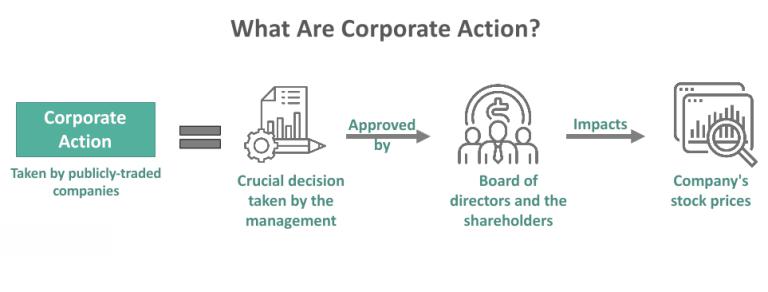 What Are Corporate Action?
Corporate
Action
Taken by publicly-traded
companies
Crucial decision
taken by the
management
Approved
by
Board of
directors and the
shareholders
Impacts
Company's
stock prices